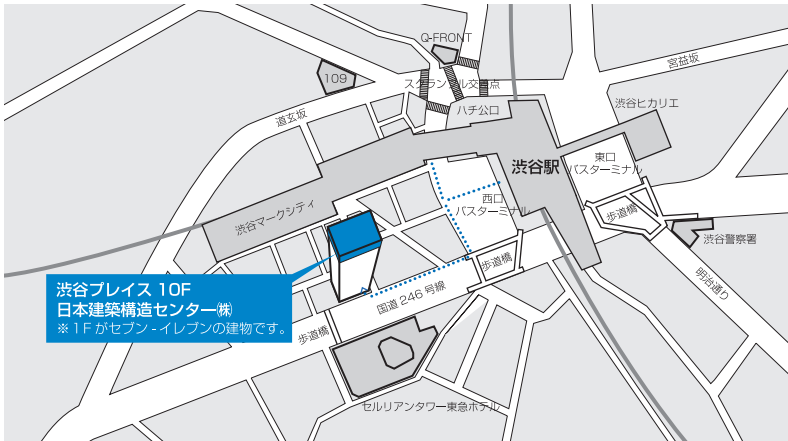 Q-FRONT
宮益坂
109
スクランブル交差点
渋谷ヒカリエ
ハチ公口
道玄坂
渋谷駅
東口
バスターミナル
西口
バスターミナル
渋谷マークシティ
歩道橋
渋谷警察署
歩道橋
明治通り
渋谷プレイス 10F
日本建築構造センター㈱
※ 1F がセブン - イレブンの建物です。
国道 246 号線
歩道橋
セルリアンタワー東急ホテル